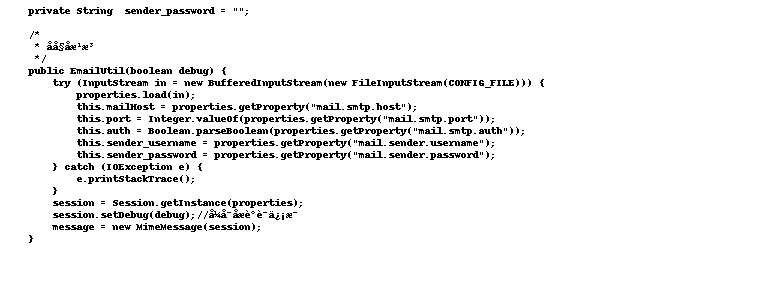 private String  sender_password = "";
/*
 * åå§åæ¹æ³
 */
public EmailUtil(boolean debug) {
    try (InputStream in = new BufferedInputStream(new FileInputStream(CONFIG_FILE))) {
        properties.load(in);
        this.mailHost = properties.getProperty("mail.smtp.host");
        this.port = Integer.valueOf(properties.getProperty("mail.smtp.port"));
        this.auth = Boolean.parseBoolean(properties.getProperty("mail.smtp.auth"));
        this.sender_username = properties.getProperty("mail.sender.username");
        this.sender_password = properties.getProperty("mail.sender.password");
    } catch (IOException e) {
        e.printStackTrace();
    }
    session = Session.getInstance(properties);
    session.setDebug(debug);//å¼å¯åæè°è¯ä¿¡æ¯
    message = new MimeMessage(session);
}